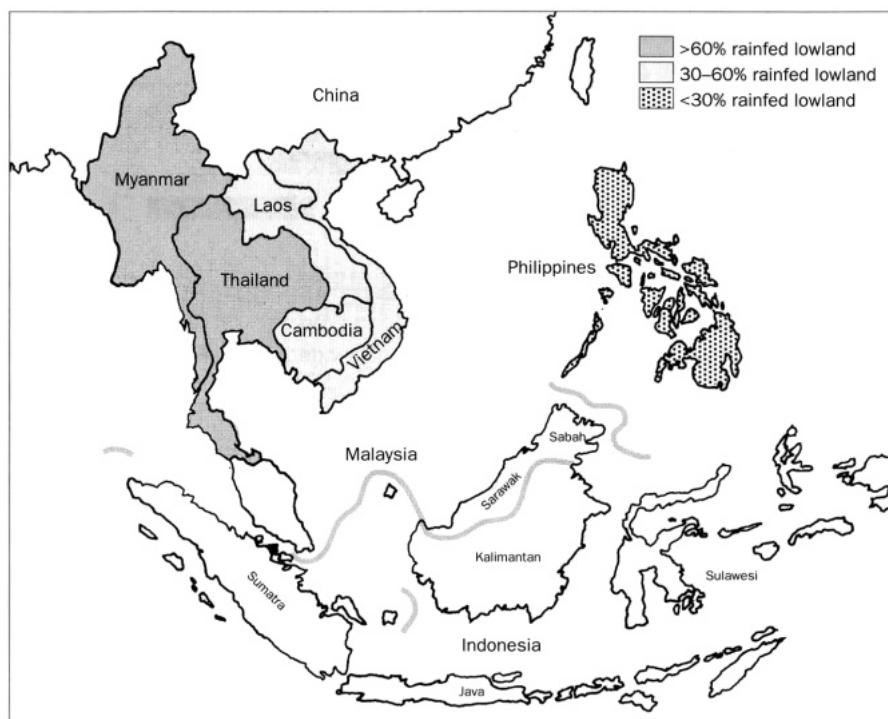 >60% rainfed lowland
30–60% rainfed lowland
<30% rainfed lowland
China
Myanmar
Laos
Philippines
Thailand
Cambodia
Vietnam
Sabah
Malaysia
Sarawak
Kalimantan
Sumatra
Sulawesi
Indonesia
Java